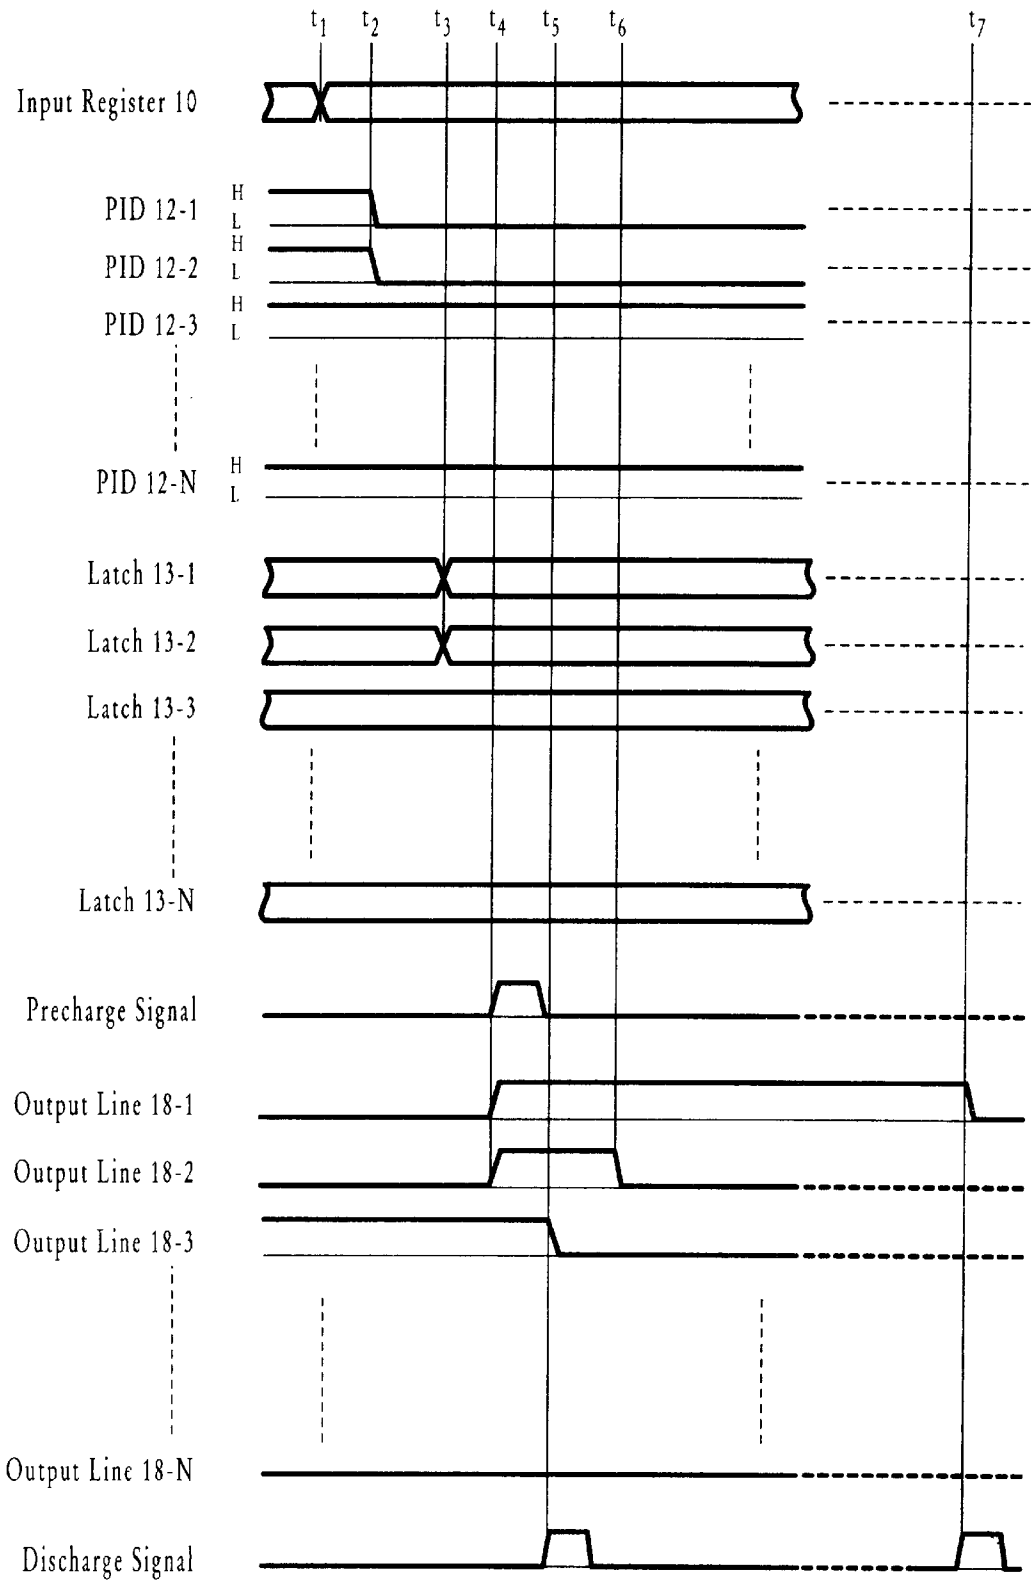 t1 t2 t3 t4 t5 t6 t7
Input Register 10
PID 12-1 H L
PID 12-2 H L
PID 12-3 H L
PID 12-N H L
Latch 13-1
Latch 13-2
Latch 13-3
Latch 13-N
Precharge Signal
Output Line 18-1
Output Line 18-2
Output Line 18-3
Output Line 18-N
Discharge Signal